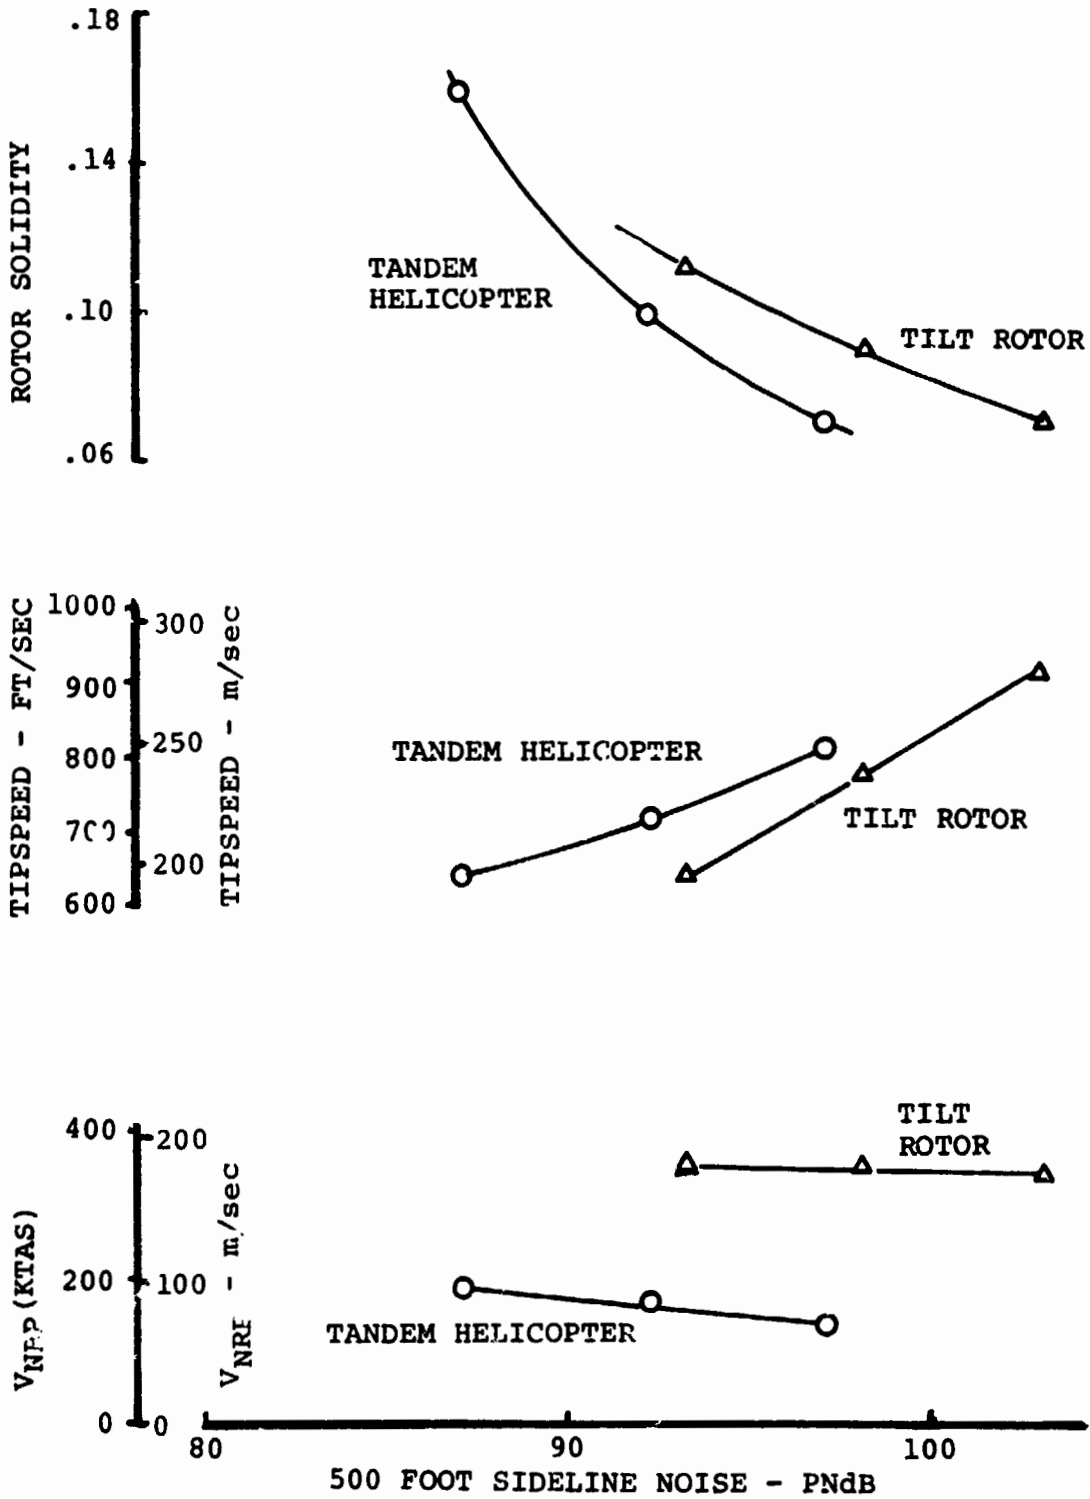 .18
.14
.10
.06
ROTOR SOLIDITY
TANDEM
HELICOPTER
TILT ROTOR
1000
900
800
600
TIPSPEED - FT/SEC
300
250
200
TIPSPEED - m/sec
TANDEM HELICOPTER
TILT ROTOR
400
200
0
(KTAS)
200
100
0
- m/sec
TILT
ROTOR
TANDEM HELICOPTER
80
90
100
500 FOOT SIDELINE NOISE - PNdB